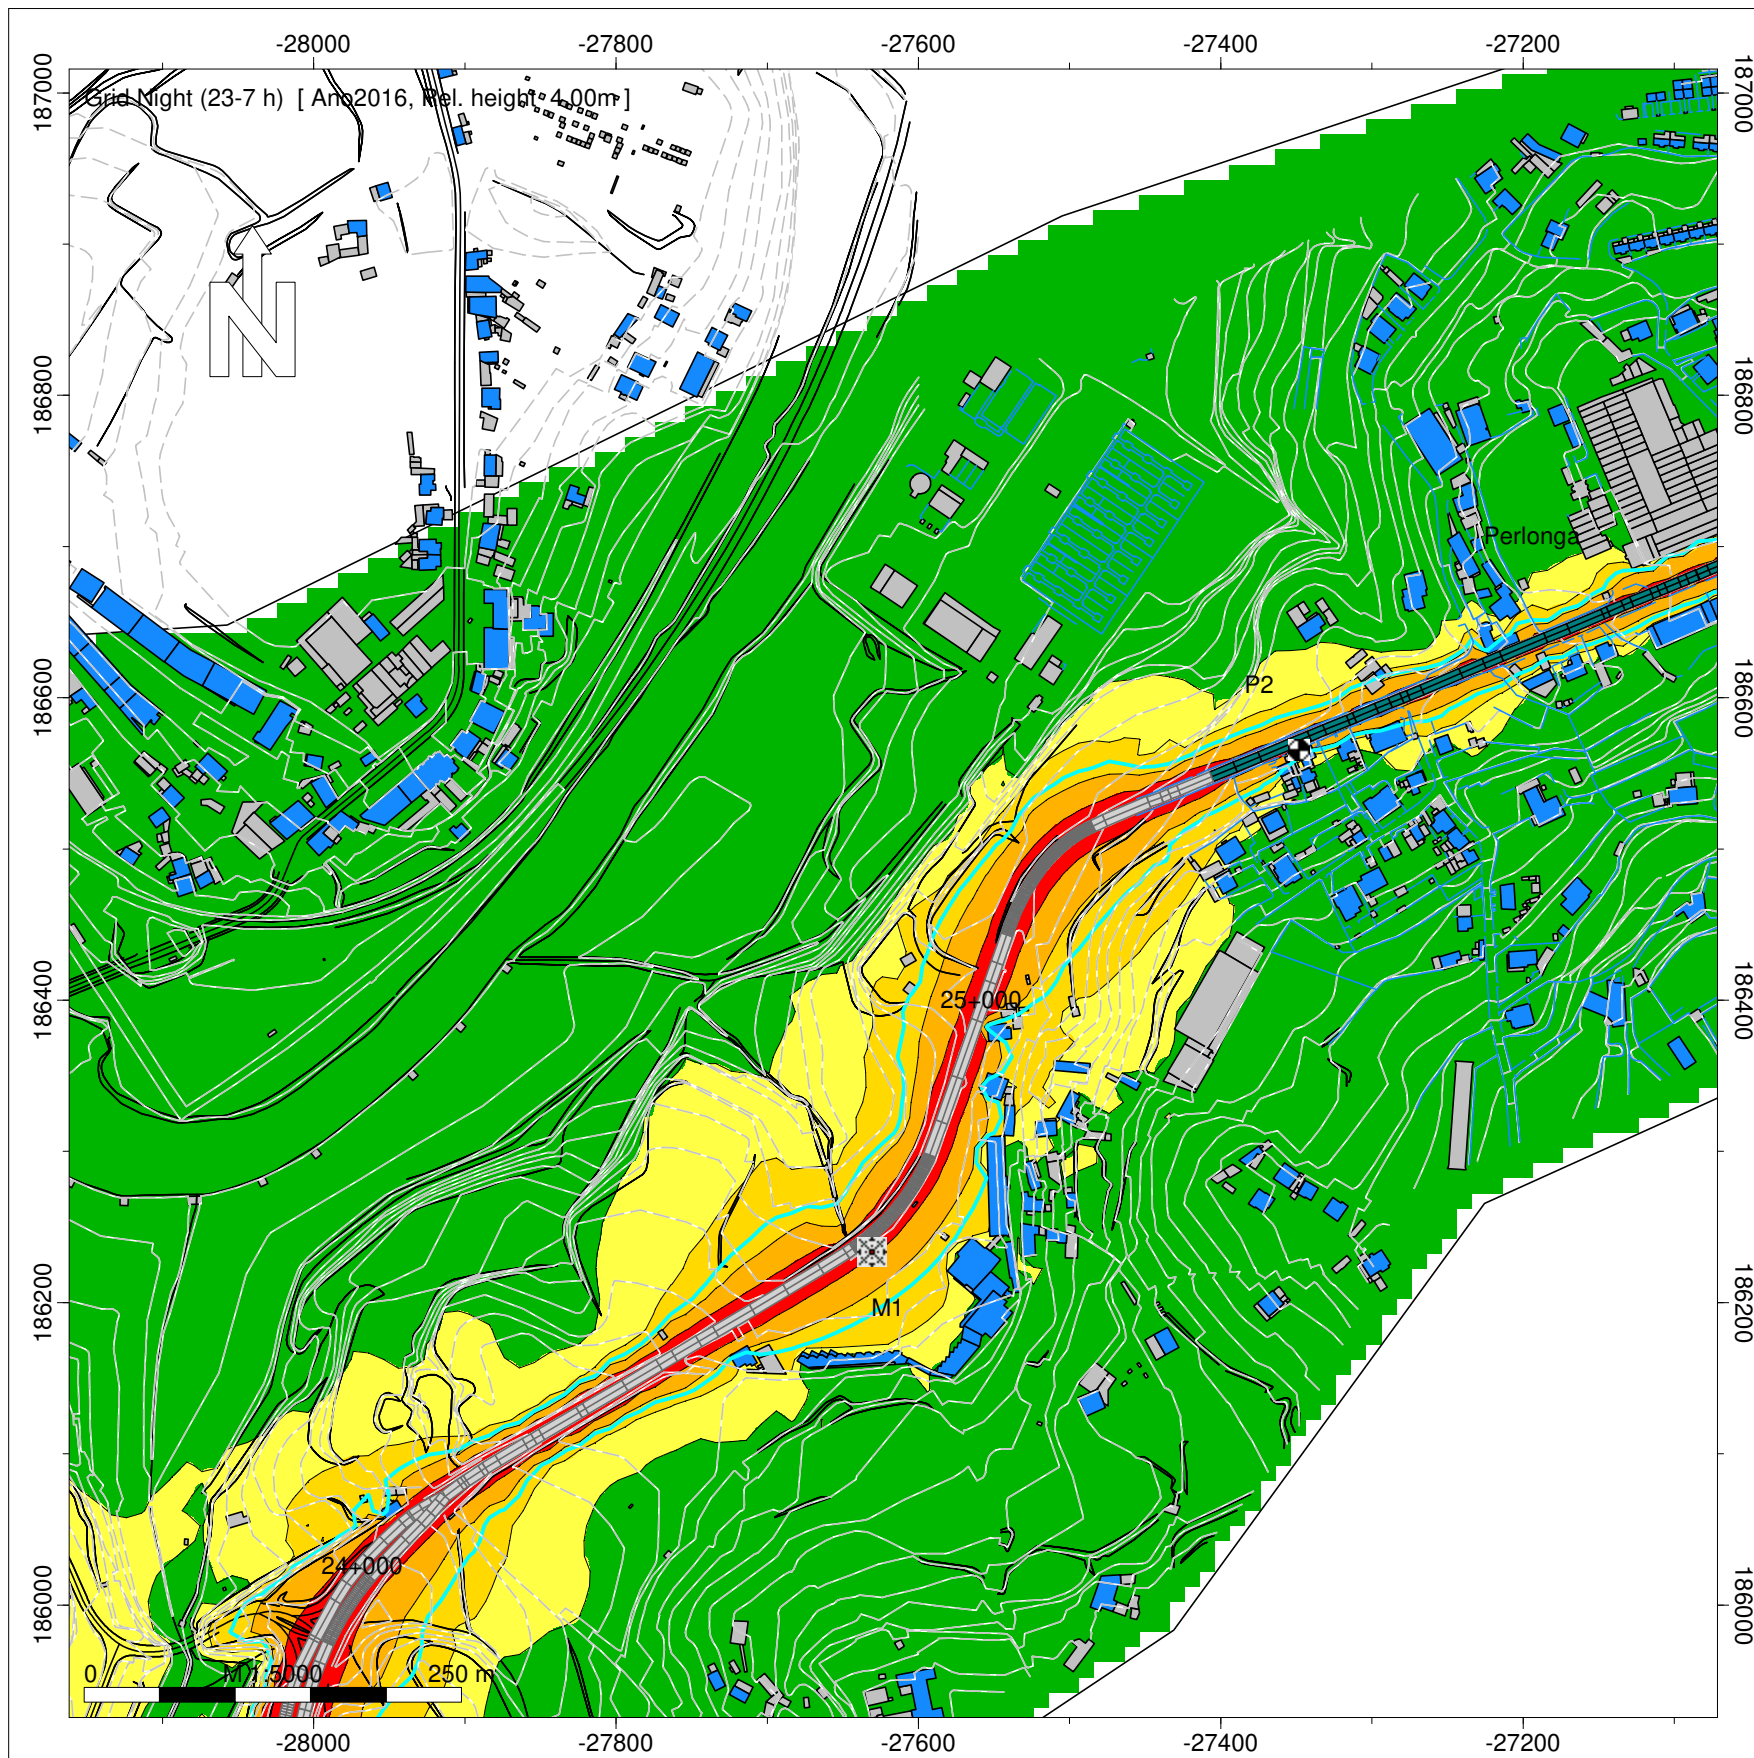 -28000 -27800 -27600 -27400 -27200
187000 187000
Grid Night (23-7 h) [ Ano2016, Rel. height 4.00m ]
N
186800 186800
Perlonga
186600 186600
P2
186400 186400
25+000
186200 186200
M1
24+000
186000 186000
0 M 1:5000 250 m
-28000 -27800 -27600 -27400 -27200